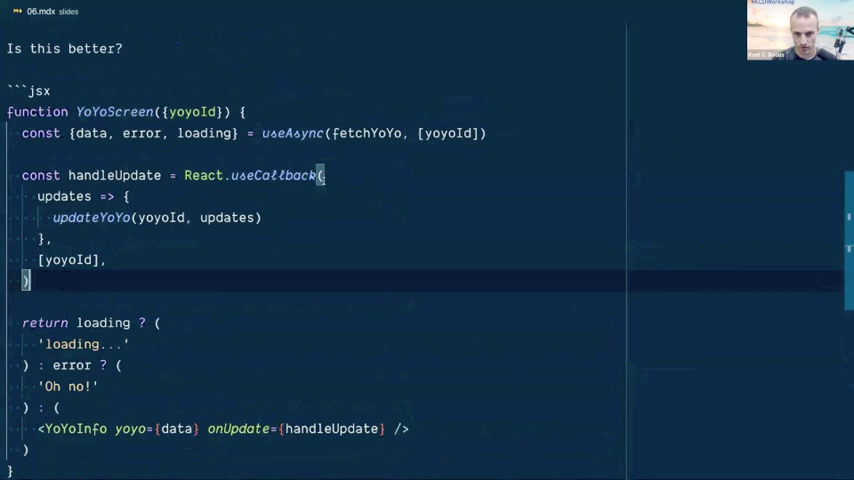 06.mdx slides
Is this better?
```jsx
function YoYoScreen({yoyoId}) {
const {data, error, loading} = useAsync(fetchYoYo, [yoyoId])
const handleUpdate = React.useCallback(
updates => {
updateYoYo(yoyoId, updates)
},
[yoyoId],
)
return loading ? (
'loading...'
) : error ? (
'Oh no!'
) : (
<YoYoInfo yoyo={data} onUpdate={handleUpdate} />
)
}